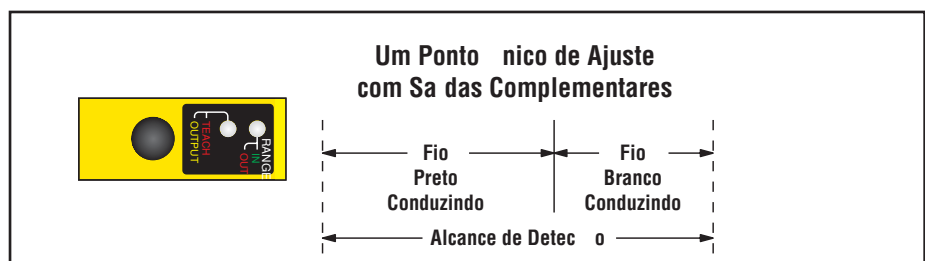 Um Ponto nico de Ajuste
com Sa das Complementares
RANGE
IN
OUT
TEACH
OUTPUT
Fio
Preto
Conduzindo
Fio
Branco
Conduzindo
Alcance de Detec o